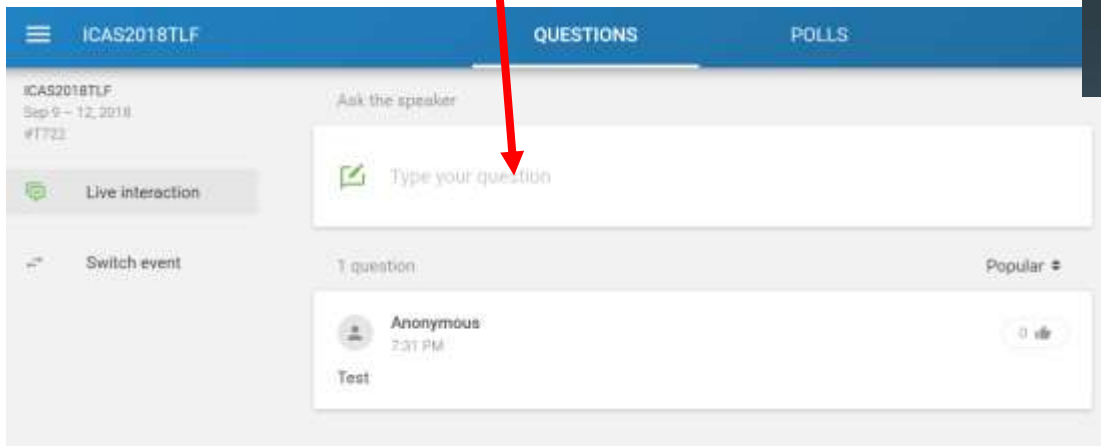 ICAS2018TLF
QUESTIONS
POLLS
ICAS2018TLF
Sep 9 – 12, 2018
#T722
Live interaction
Switch event
Ask the speaker
Type your question
1 question
Popular
Anonymous
7:31 PM
0
Test